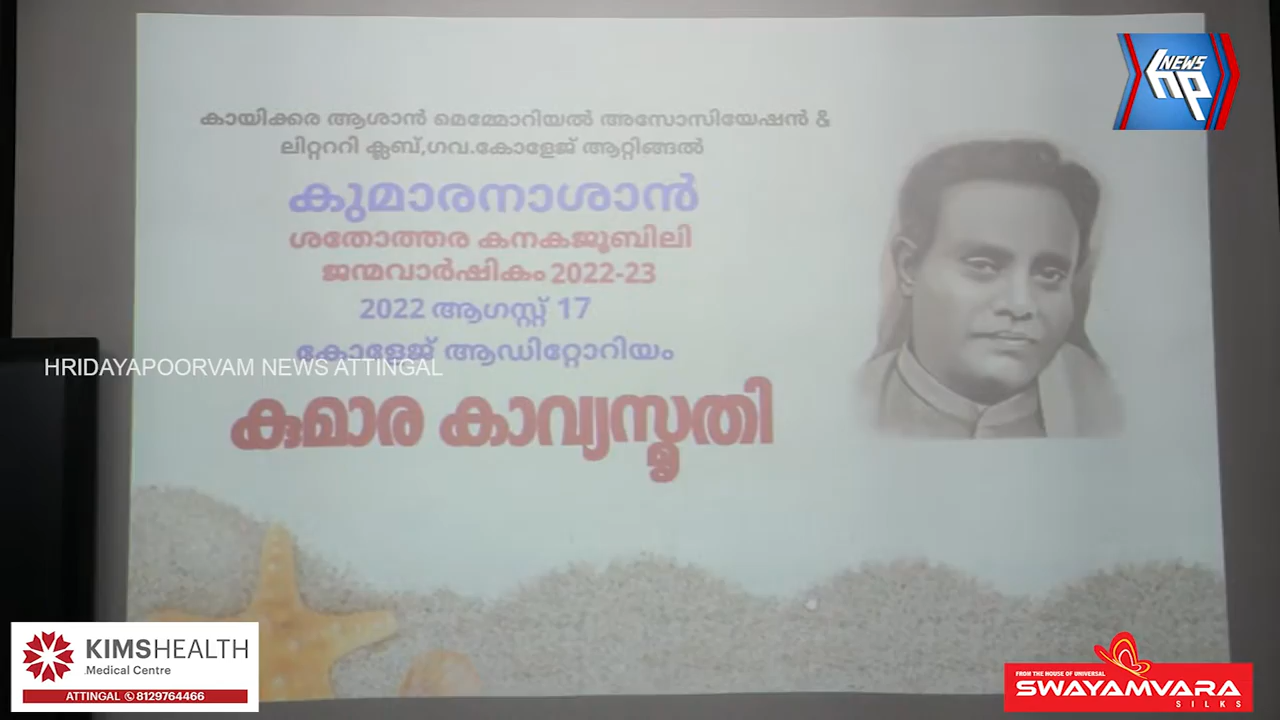 NEWS
hp
കായിക്കര ആശാൻ മെമ്മോറിയൽ അസോസിയേഷൻ &
ലിറ്ററി ക്ലബ്,ഗവ.കോളേജ് ആറ്റിങ്ങൽ
കുമാരനാശാൻ
ശതോത്തര കനകജൂബിലി
ജന്മവാർഷികം 2022-23
2022 ആഗസ്റ്റ് 17
കോളേജ് ആഡിറ്റോറിയം
HRIDAYAPOORVAM NEWS ATTINGAL
കുമാര കാവ്യസ്മൃതി
KIMSHEALTH
Medical Centre
ATTINGAL 8129764466
FROM THE HOUSE OF UNIVERSAL
SWAYAMVARA
SILKS